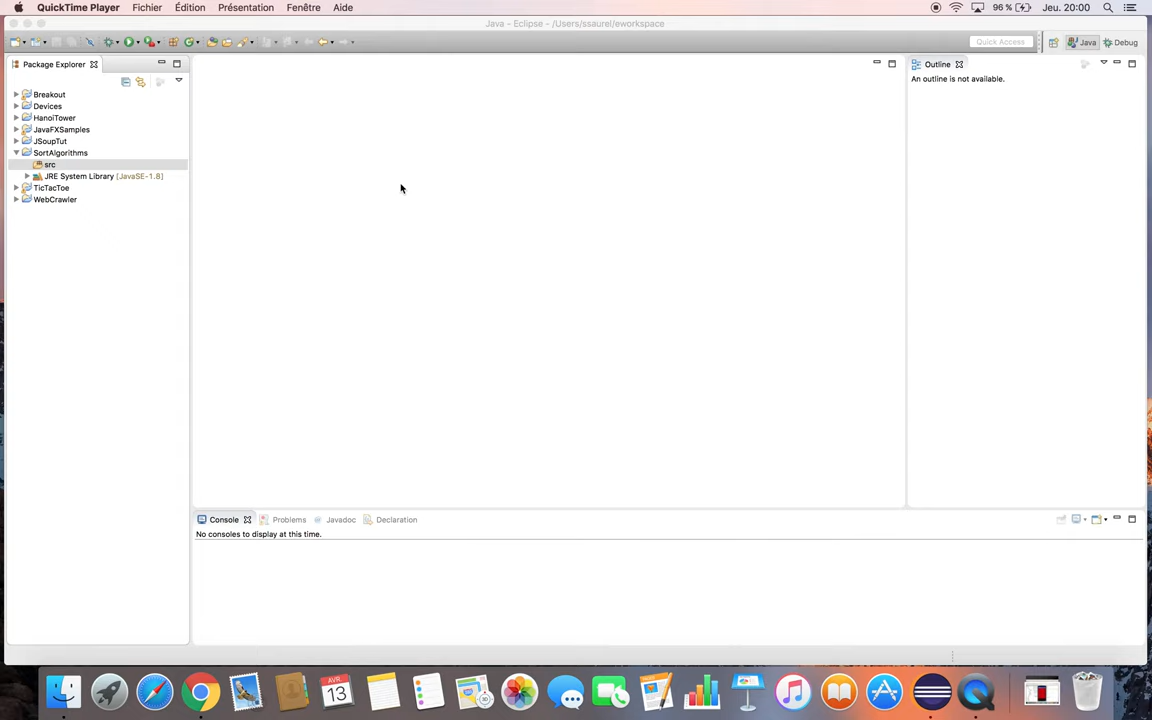 QuickTime Player Fichier Édition Présentation Fenêtre Aide 96 % Jeu. 20:00
Java - Eclipse - /Users/ssaurel/eworkspace
Quick Access Java Debug
Package Explorer
Outline
An outline is not available.
Breakout
Devices
HanoiTower
JavaFXSamples
JSoupTut
SortAlgorithms
src
JRE System Library [JavaSE-1.8]
TicTacToe
WebCrawler
Console Problems Javadoc Declaration
No consoles to display at this time.
AVR
13